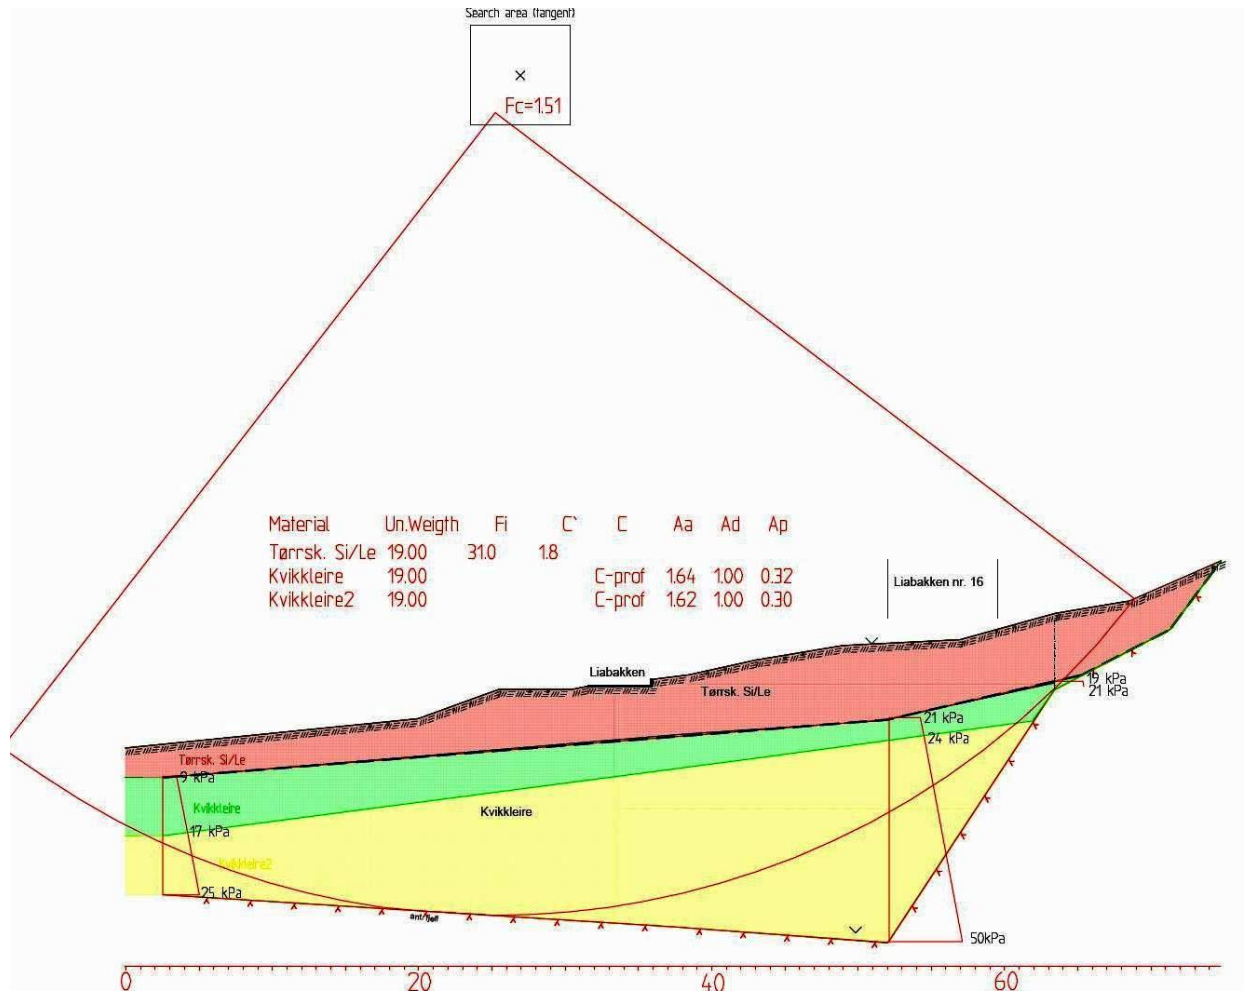 Search area (tangent)
Fc=1.51
Material Un.Weigth Fi C` C Aa Ad Ap
Tørrsk. Si/Le 19.00 31.0 1.8
Kvikkleire 19.00 C-prof 1.64 1.00 0.32
Kvikkleire2 19.00 C-prof 1.62 1.00 0.30
Liabakken nr. 16
Liabakken
Tørrsk. Si/Le
19 kPa
21 kPa
21 kPa
24 kPa
Tørrsk. Si/Le
9 kPa
Kvikkleire
Kvikkleire
17 kPa
Kvikkleire2
25 kPa
ant/fjell
50kPa
0 20 40 60